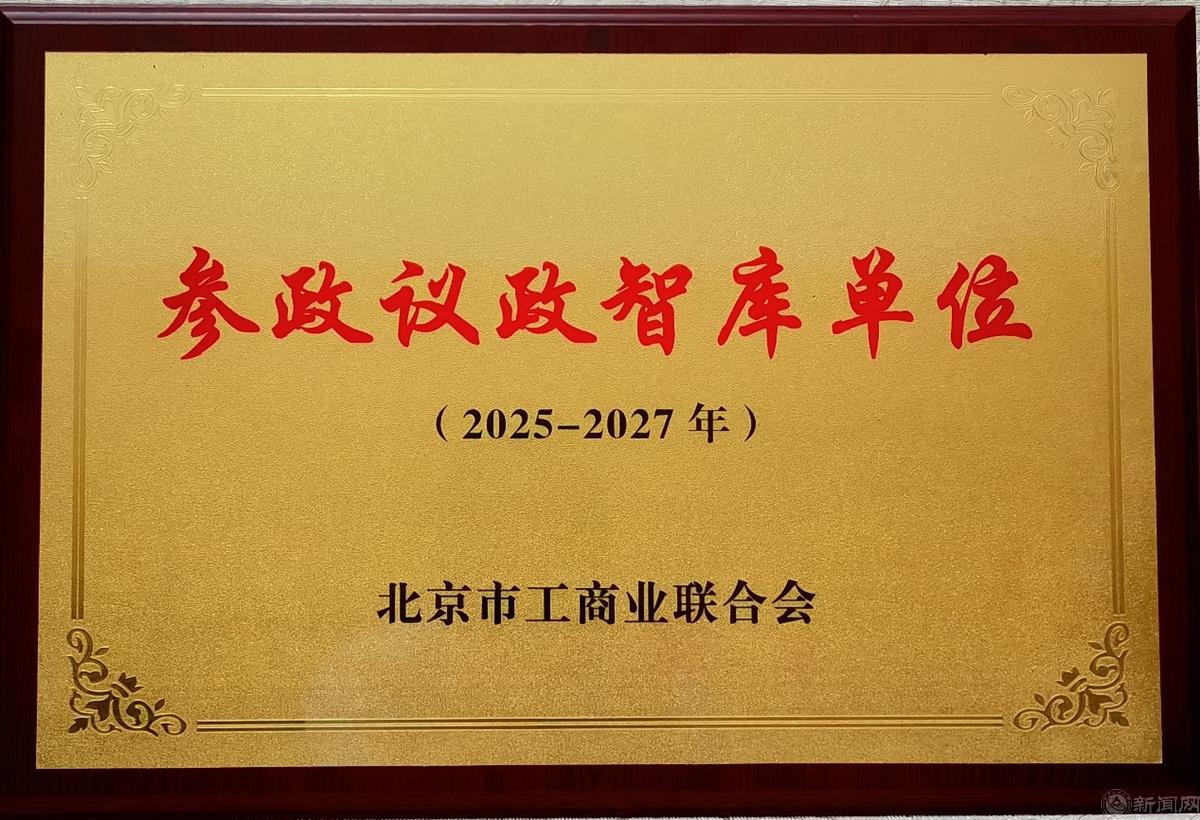 参政议政智库单位
（2025-2027年）
北京市工商业联合会
新闻网